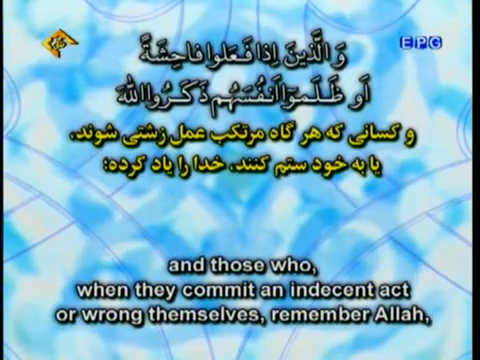 EPG
وَالَّذِينَ إِذَا فَعَلُوا فَاحِشَةً
أَوْ ظَلَمُوا أَنْفُسَهُمْ ذَكَرُوا اللَّهَ
و کسانی که هر گاه مرتکب عمل زشتی شوند،
یا به خود ستم کنند، خدا را یاد کرده؛
and those who,
when they commit an indecent act
or wrong themselves, remember Allah,